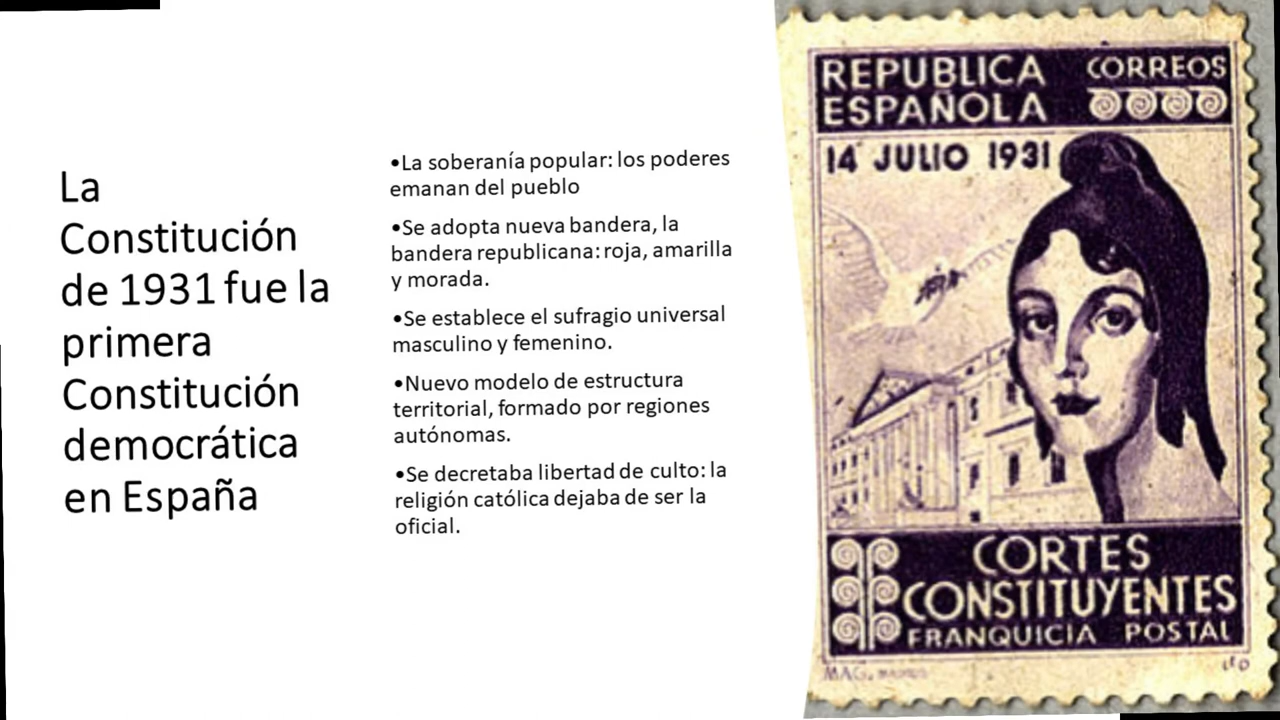 La
Constitución
de 1931 fue la
primera
Constitución
democrática
en España
•La soberanía popular: los poderes
emanan del pueblo
•Se adopta nueva bandera, la
bandera republicana: roja, amarilla
y morada.
•Se establece el sufragio universal
masculino y femenino.
•Nuevo modelo de estructura
territorial, formado por regiones
autónomas.
•Se decretaba libertad de culto: la
religión católica dejaba de ser la
oficial.
REPUBLICA CORREOS
ESPAÑOLA
14 JULIO 1931
CORTES
CONSTITUYENTES
FRANQUICIA POSTAL
MAG. MADRID